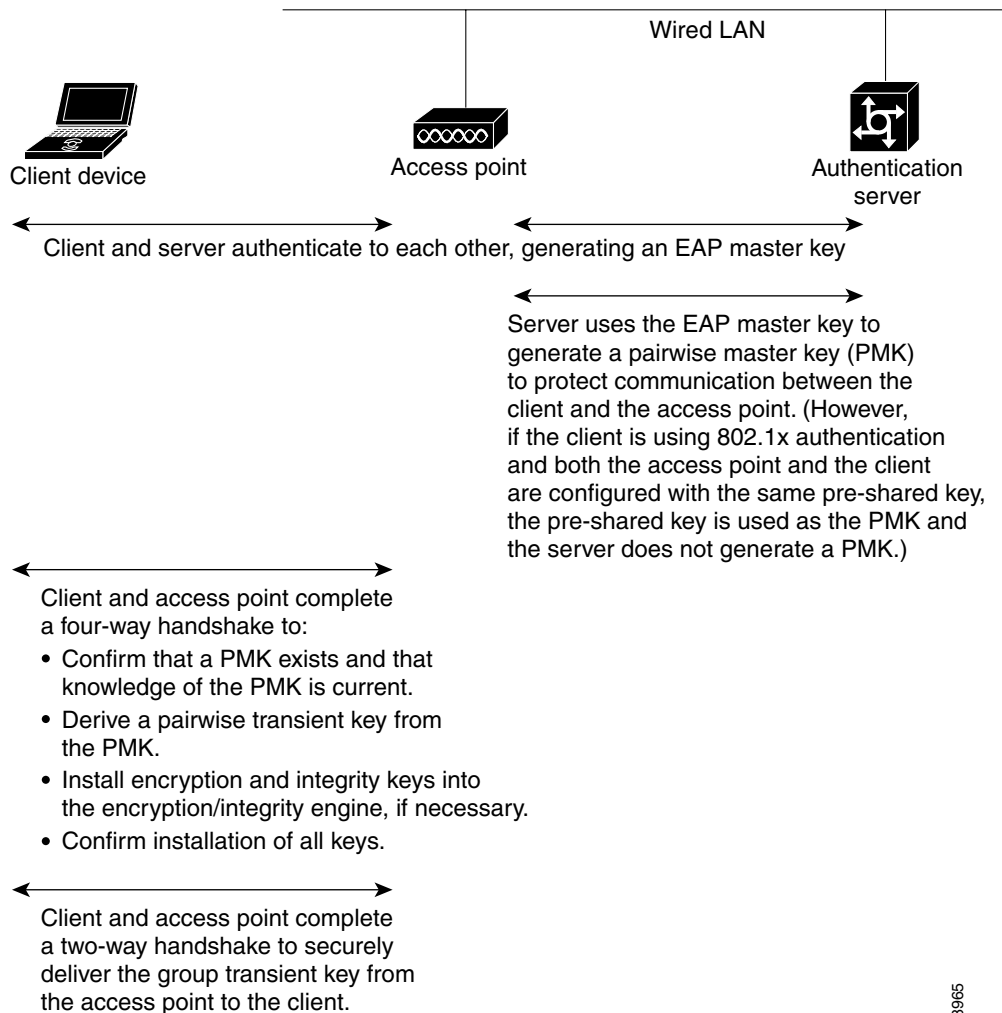 Wired LAN
Client device
Access point
Authentication
server
Client and server authenticate to each other, generating an EAP master key
Server uses the EAP master key to
generate a pairwise master key (PMK)
to protect communication between the
client and the access point. (However,
if the client is using 802.1x authentication
and both the access point and the client
are configured with the same pre-shared key,
the pre-shared key is used as the PMK and
the server does not generate a PMK.)
Client and access point complete
a four-way handshake to:
• Confirm that a PMK exists and that
knowledge of the PMK is current.
• Derive a pairwise transient key from
the PMK.
• Install encryption and integrity keys into
the encryption/integrity engine, if necessary.
• Confirm installation of all keys.
Client and access point complete
a two-way handshake to securely
deliver the group transient key from
the access point to the client.